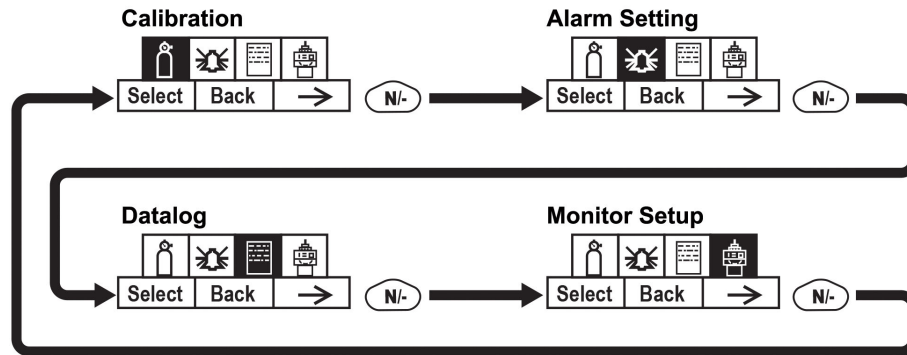 Calibration
Alarm Setting
Select Back → N/-
Select Back → N/-
Datalog
Monitor Setup
Select Back → N/-
Select Back → N/-